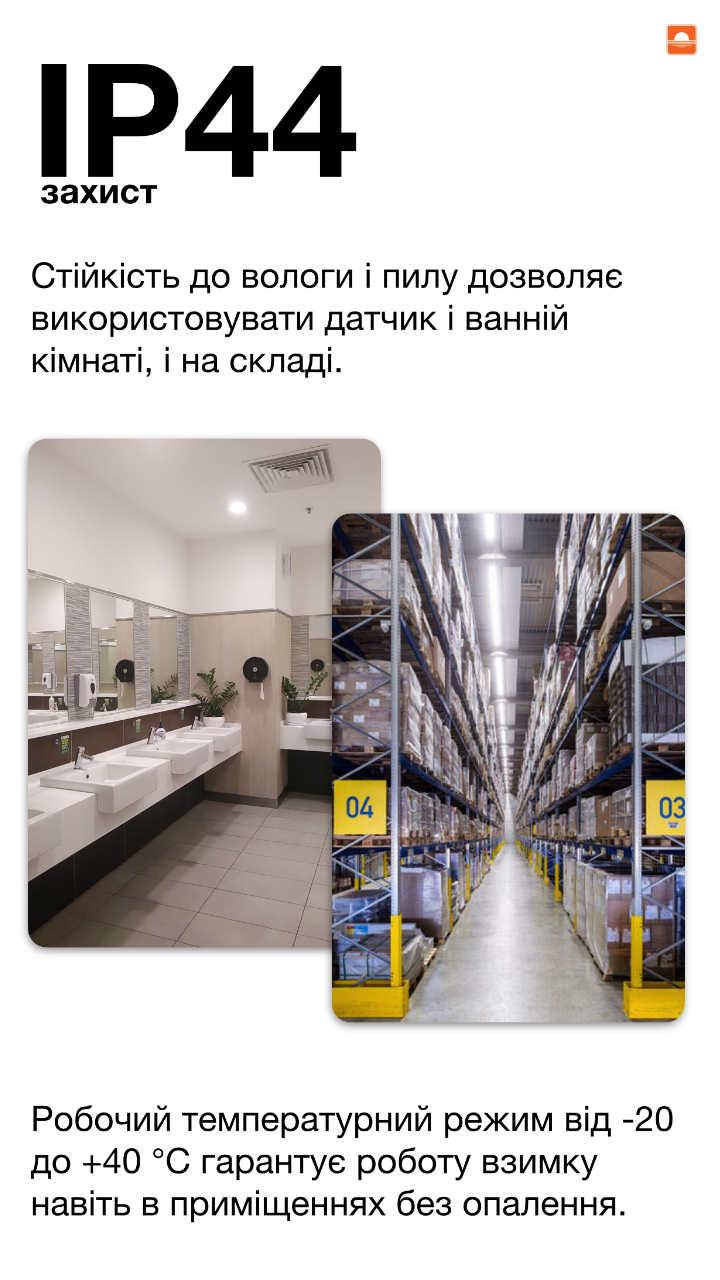 IP44
захист
Стійкість до вологи і пилу дозволяє
використовувати датчик і ванній
кімнаті, і на складі.
04
03
Робочий температурний режим від -20
до +40 °C гарантує роботу взимку
навіть в приміщеннях без опалення.